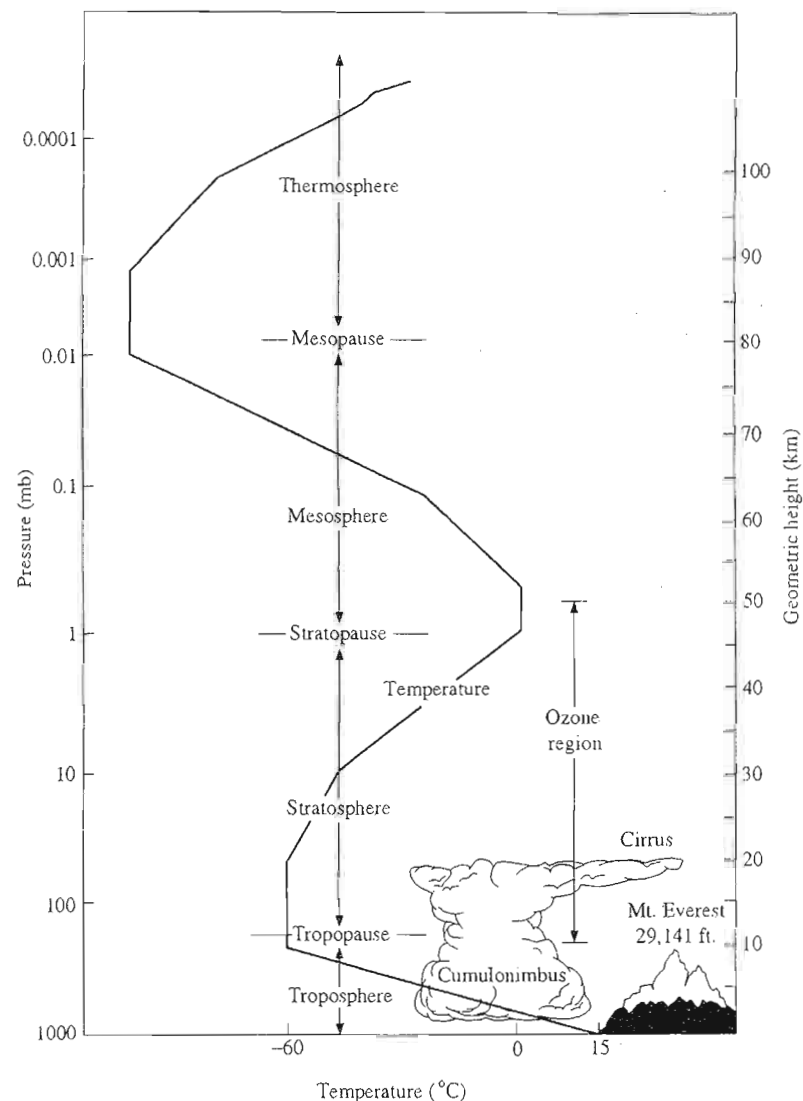 0.0001
Thermosphere
100
0.001
90
Mesopause
80
0.01
70
Pressure (mb)
Geometric height (km)
0.1
Mesosphere
60
50
1
Stratopause
Temperature
40
Ozone
region
10
30
Stratosphere
Cirrus
20
100
Mt. Everest
29,141 ft.
Tropopause
10
Cumulonimbus
Troposphere
1000
-60
0
15
Temperature (°C)